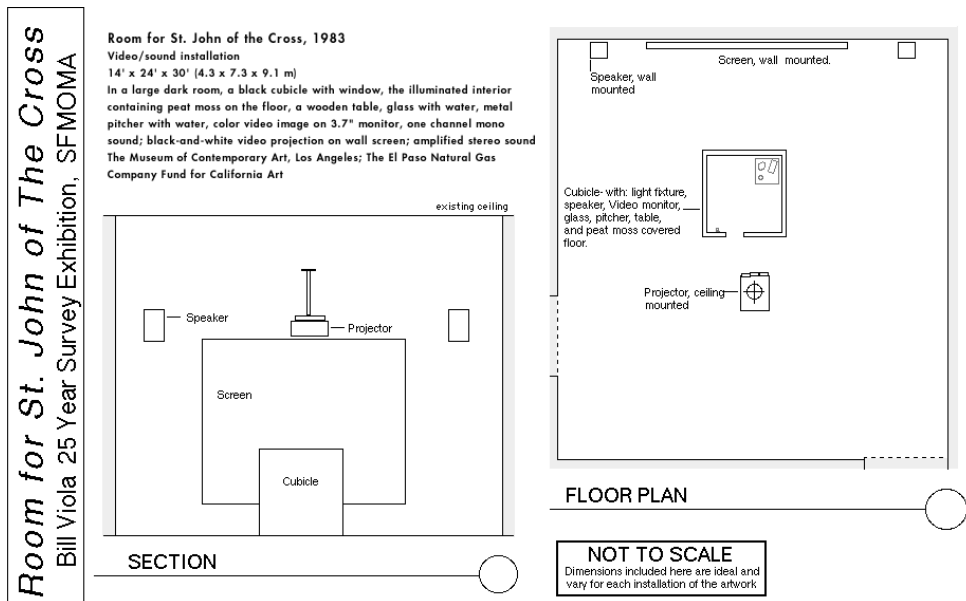 Room for St. John of The Cross
Bill Viola 25 Year Survey Exhibition, SFMOMA
Room for St. John of the Cross, 1983
Video/sound installation
14' x 24' x 30' (4.3 x 7.3 x 9.1 m)
In a large dark room, a black cubicle with window, the illuminated interior
containing peat moss on the floor, a wooden table, glass with water, metal
pitcher with water, color video image on 3.7" monitor, one channel mono
sound; black-and-white video projection on wall screen; amplified stereo sound
The Museum of Contemporary Art, Los Angeles; The El Paso Natural Gas
Company Fund for California Art
existing ceiling
Speaker
Projector
Screen
Cubicle
SECTION
Speaker, wall
mounted
Screen, wall mounted.
Cubicle- with: light fixture,
speaker, Video monitor,
glass, pitcher, table,
and peat moss covered
floor.
Projector, ceiling
mounted
FLOOR PLAN
NOT TO SCALE
Dimensions included here are ideal and
vary for each installation of the artwork